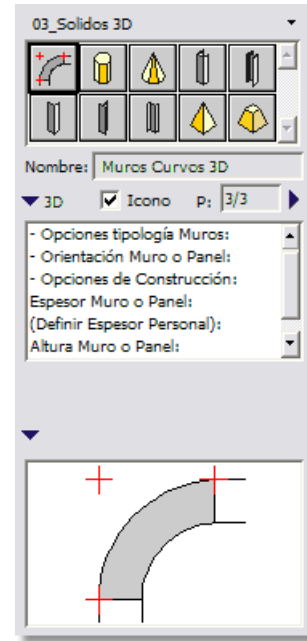 03_Solidos 3D
Nombre: Muros Curvos 3D
3D Icono P: 3/3
- Opciones tipología Muros:
- Orientación Muro o Panel:
- Opciones de Construcción:
Espesor Muro o Panel:
(Definir Espesor Personal):
Altura Muro o Panel: